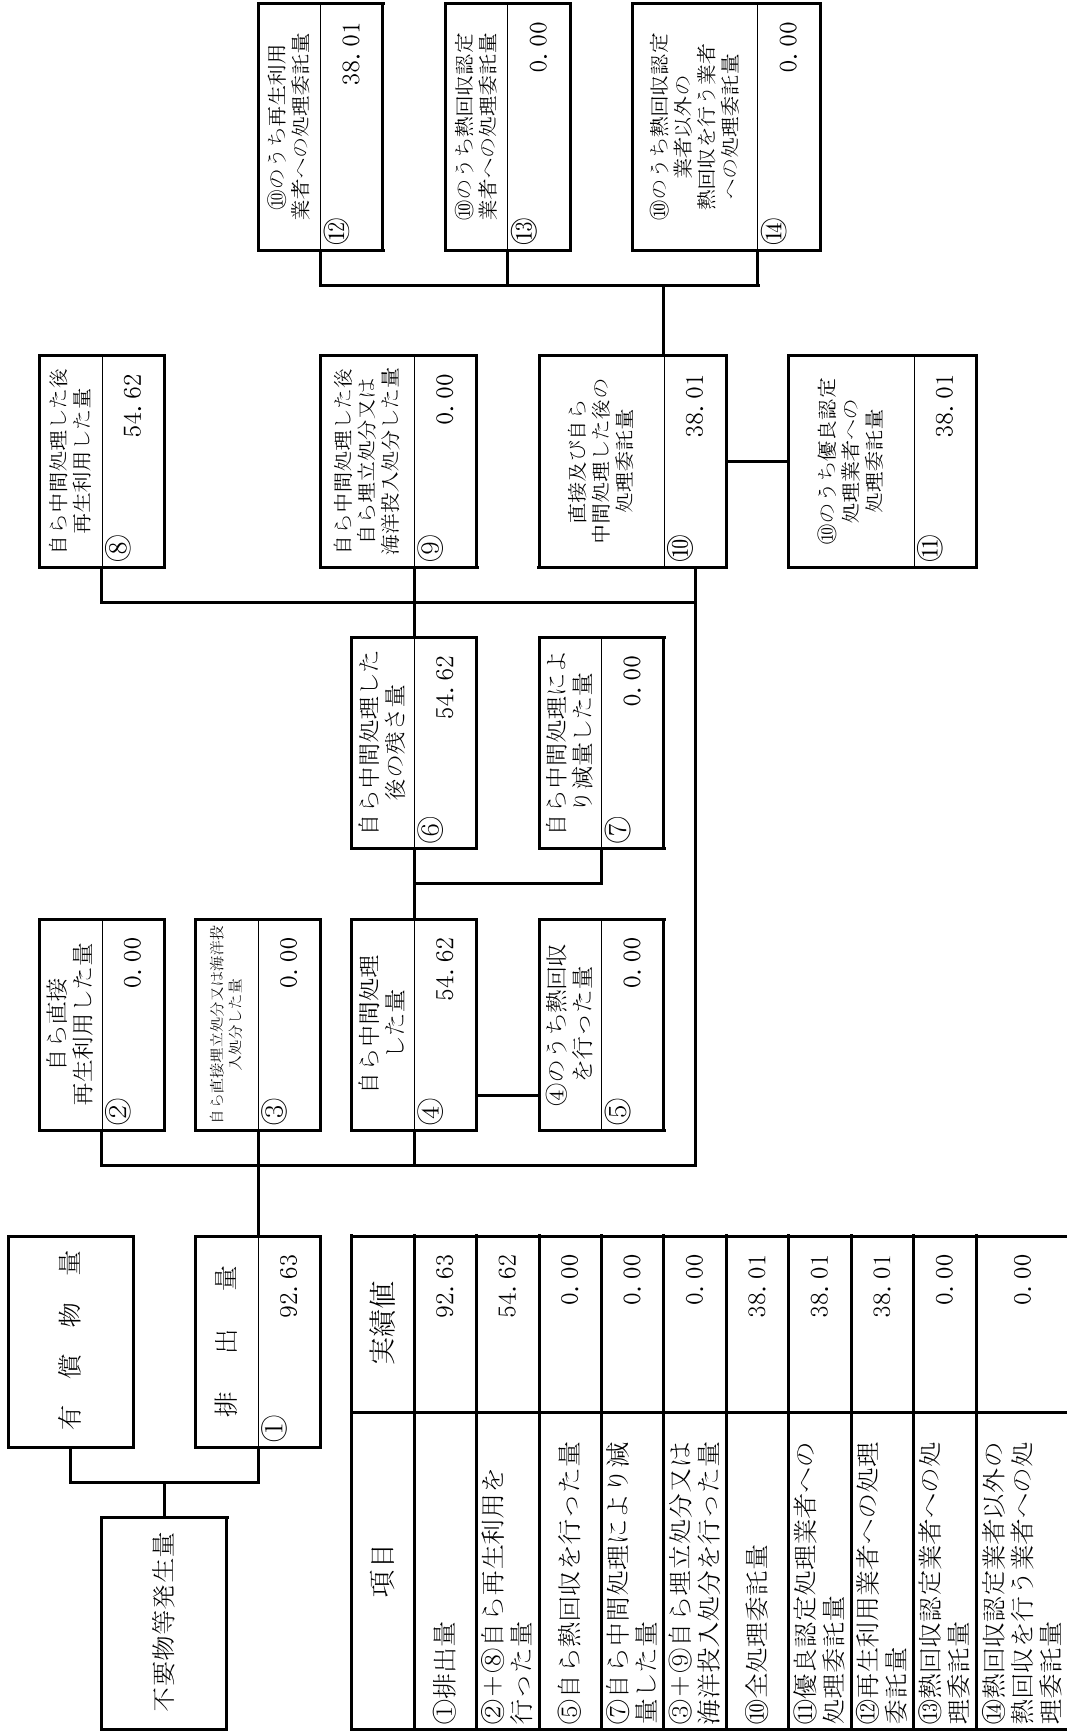 不要物等発生量
有償物量
排出量
①
92.63
自ら直接
再生利用した量
②
0.00
自ら直接埋立処分又は海洋投
入処分した量
③
0.00
自ら中間処理
した量
④
54.62
④のうち熱回収
を行った量
⑤
0.00
自ら中間処理した
後の残さ量
⑥
54.62
自ら中間処理によ
り減量した量
⑦
0.00
自ら中間処理した後
再生利用した量
⑧
54.62
自ら中間処理した後
自ら埋立処分又は
海洋投入処分した量
⑨
0.00
直接及び自ら
中間処理した後の
処理委託量
⑩
38.01
⑩のうち優良認定
処理業者への
処理委託量
⑪
38.01
⑩のうち再生利用
業者への処理委託量
⑫
38.01
⑩のうち熱回収認定
業者への処理委託量
⑬
0.00
⑩のうち熱回収認定
業者以外の
熱回収を行う業者
への処理委託量
⑭
0.00
項目
実績値
①排出量
92.63
②＋⑧自ら再生利用を
行った量
54.62
⑤自ら熱回収を行った量
0.00
⑦自ら中間処理により減
量した量
0.00
③＋⑨自ら埋立処分又は
海洋投入処分を行った量
0.00
⑩全処理委託量
38.01
⑪優良認定処理業者への
処理委託量
38.01
⑫再生利用業者への処理
委託量
38.01
⑬熱回収認定業者への処
理委託量
0.00
⑭熱回収認定業者以外の
熱回収を行う業者への処
理委託量
0.00